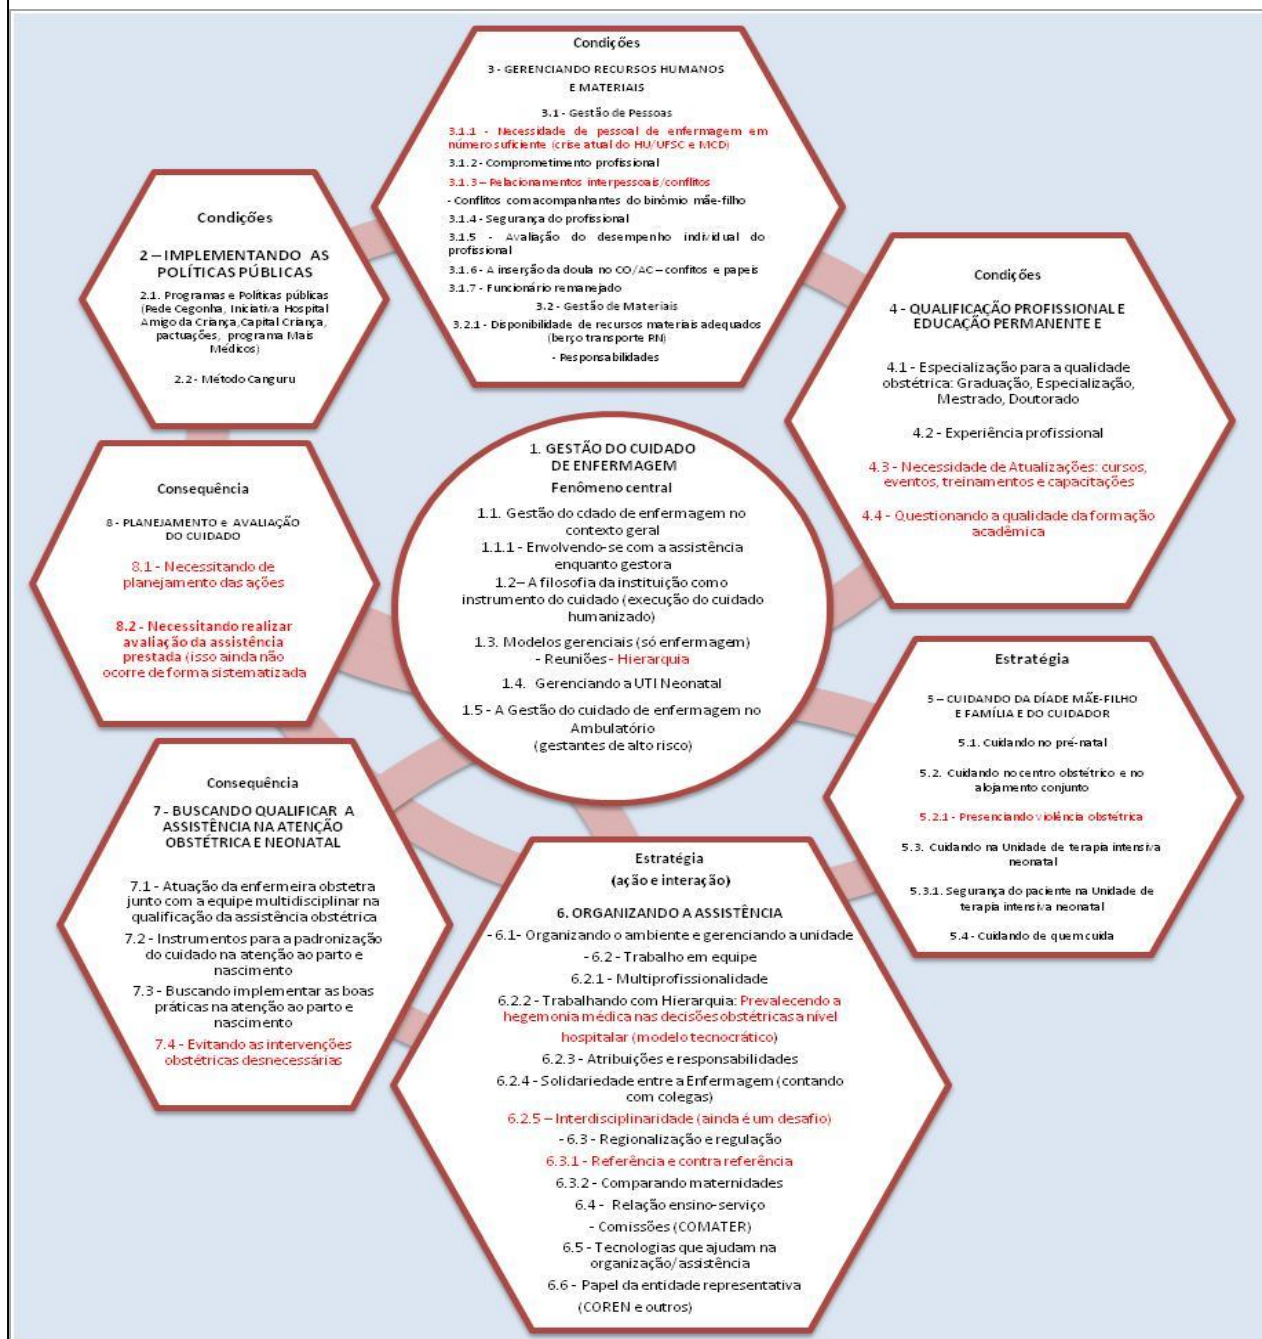 Condições
3 - GERENCIANDO RECURSOS HUMANOS
E MATERIAIS
3.1 - Gestão de Pessoas
3.1.1 - Necessidade de pessoal de enfermagem em
número suficiente (crise atual do HU/UFSC e MCD)
3.1.2 - Comprometimento profissional
3.1.3 – Relacionamentos interpessoais/conflitos
- Conflitos com acompanhantes do binômio mãe-filho
3.1.4 - Segurança do profissional
3.1.5 - Avaliação do desempenho individual do
profissional
3.1.6 - A inserção da doula no CO/AC – confitos e papeis
3.1.7 - Funcionário remanejado
3.2 - Gestão de Materiais
3.2.1 - Disponibilidade de recursos materiais adequados
(berço transporte RN)
- Responsabilidades
Condições
2 – IMPLEMENTANDO AS
POLÍTICAS PÚBLICAS
2.1. Programas e Políticas públicas
(Rede Cegonha, Iniciativa Hospital
Amigo da Criança,Capital Criança,
pactuações, programa Mais
Médicos)
2.2 - Método Canguru
Condições
4 - QUALIFICAÇÃO PROFISSIONAL E
EDUCAÇÃO PERMANENTE E
4.1 - Especialização para a qualidade
obstétrica: Graduação, Especialização,
Mestrado, Doutorado
4.2 - Experiência profissional
4.3 - Necessidade de Atualizações: cursos,
eventos, treinamentos e capacitações
4.4 - Questionando a qualidade da formação
acadêmica
1. GESTÃO DO CUIDADO
DE ENFERMAGEM
Fenômeno central
1.1. Gestão do cdado de enfermagem no
contexto geral
1.1.1 - Envolvendo-se com a assistência
enquanto gestora
1.2– A filosofia da instituição como
instrumento do cuidado (execução do cuidado
humanizado)
1.3. Modelos gerenciais (só enfermagem)
- Reuniões - Hierarquia
1.4. Gerenciando a UTI Neonatal
1.5 - A Gestão do cuidado de enfermagem no
Ambulatório
(gestantes de alto risco)
Consequência
8 - PLANEJAMENTO e AVALIAÇÃO
DO CUIDADO
8.1 - Necessitando de
planejamento das ações
8.2 - Necessitando realizar
avaliação da assistência
prestada (isso ainda não
ocorre de forma sistematizada
Estratégia
5 – CUIDANDO DA DÍADE MÃE-FILHO
E FAMÍLIA E DO CUIDADOR
5.1. Cuidando no pré-natal
5.2. Cuidando no centro obstétrico e no
alojamento conjunto
5.2.1 - Presenciando violência obstétrica
5.3. Cuidando na Unidade de terapia intensiva
neonatal
5.3.1. Segurança do paciente na Unidade de
terapia intensiva neonatal
5.4 - Cuidando de quem cuida
Consequência
7 - BUSCANDO QUALIFICAR A
ASSISTÊNCIA NA ATENÇÃO
OBSTÉTRICA E NEONATAL
7.1 - Atuação da enfermeira obstetra
junto com a equipe multidisciplinar na
qualificação da assistência obstétrica
7.2 - Instrumentos para a padronização
do cuidado na atenção ao parto e
nascimento
7.3 - Buscando implementar as boas
práticas na atenção ao parto e
nascimento
7.4 - Evitando as intervenções
obstétricas desnecessárias
Estratégia
(ação e interação)
6. ORGANIZANDO A ASSISTÊNCIA
- 6.1- Organizando o ambiente e gerenciando a unidade
- 6.2 - Trabalho em equipe
6.2.1 - Multiprofissionalidade
6.2.2 - Trabalhando com Hierarquia: Prevalecendo a
hegemonia médica nas decisões obstétricas a nível
hospitalar (modelo tecnocrático)
6.2.3 - Atribuições e responsabilidades
6.2.4 - Solidariedade entre a Enfermagem (contando
com colegas)
6.2.5 – Interdisciplinaridade (ainda é um desafio)
- 6.3 - Regionalização e regulação
6.3.1 - Referência e contra referência
6.3.2 - Comparando maternidades
6.4 - Relação ensino-serviço
- Comissões (COMATER)
6.5 - Tecnologias que ajudam na
organização/assistência
6.6 - Papel da entidade representativa
(COREN e outros)